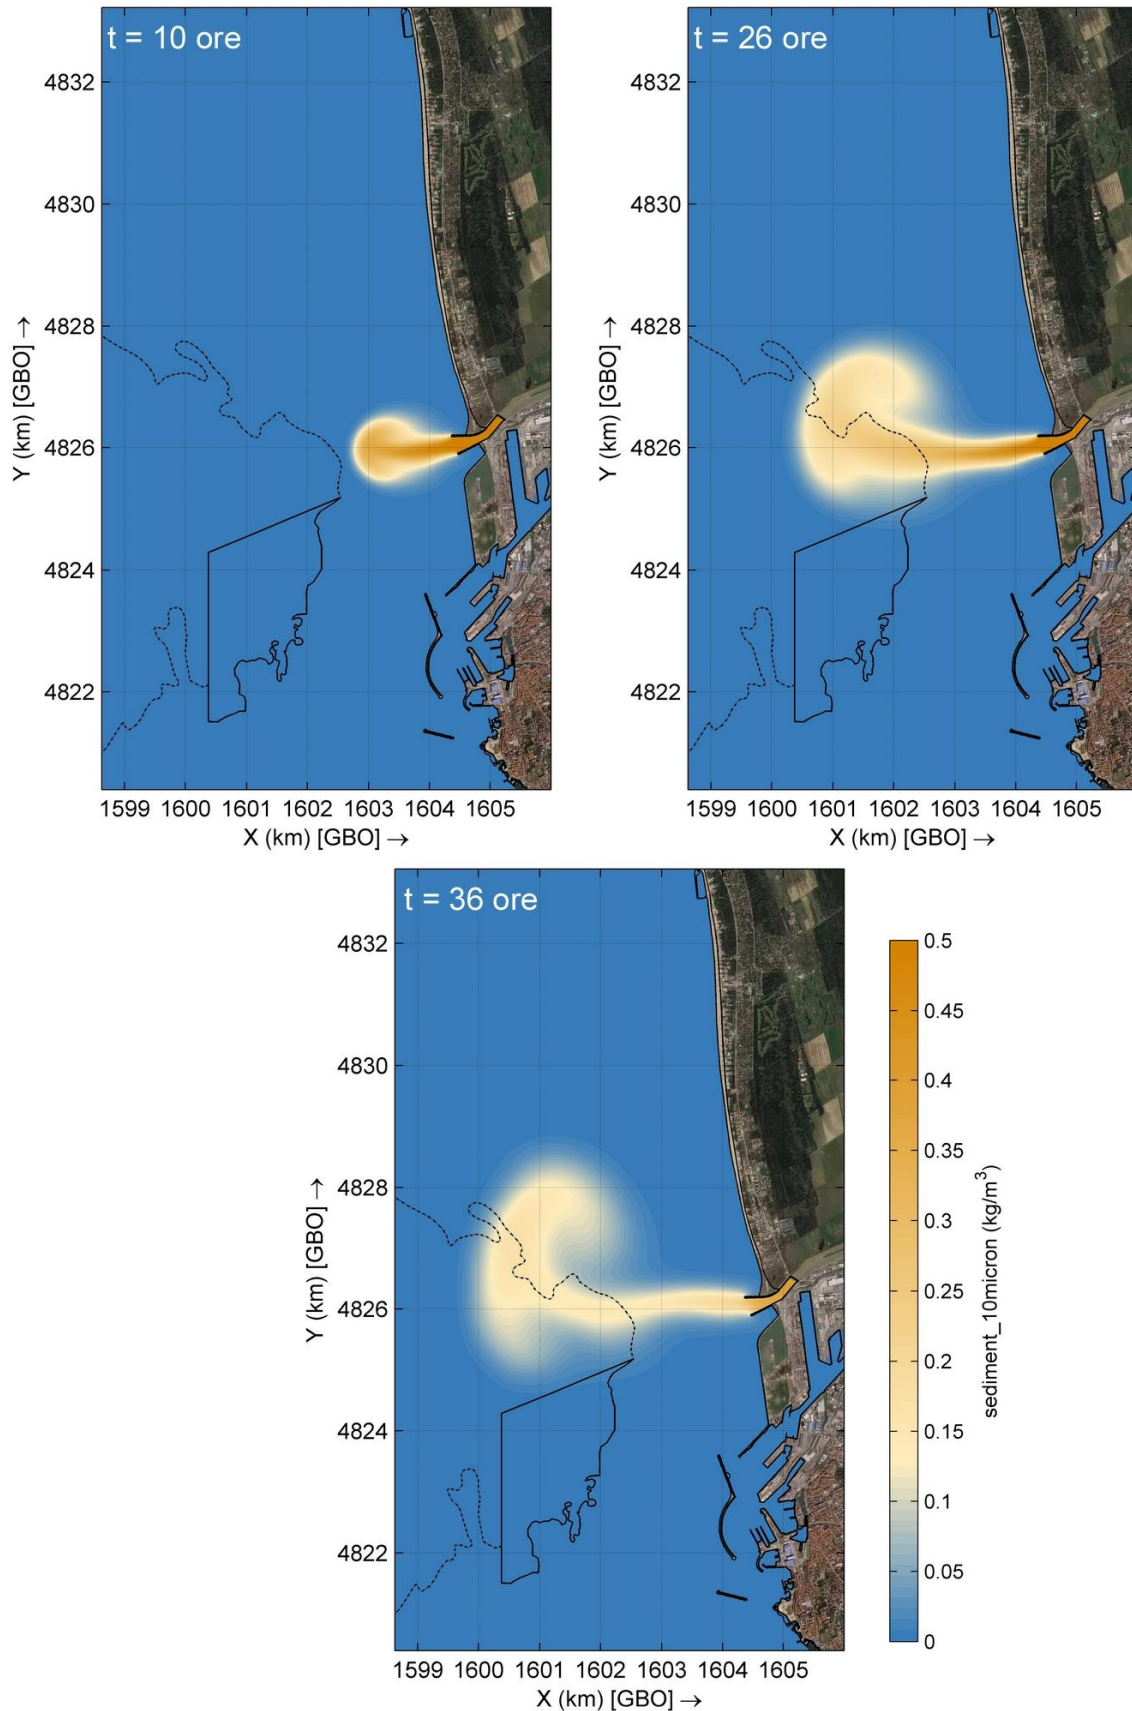 t = 10 ore
4832
4830
4828
4826
4824
4822
Y (km) [GBO] →
1599 1600 1601 1602 1603 1604 1605
X (km) [GBO] →
t = 26 ore
4832
4830
4828
4826
4824
4822
Y (km) [GBO] →
1599 1600 1601 1602 1603 1604 1605
X (km) [GBO] →
t = 36 ore
4832
4830
4828
4826
4824
4822
Y (km) [GBO] →
1599 1600 1601 1602 1603 1604 1605
X (km) [GBO] →
0.5
0.45
0.4
0.35
0.3
0.25
0.2
0.15
0.1
0.05
0
sediment_10micron (kg/m³)